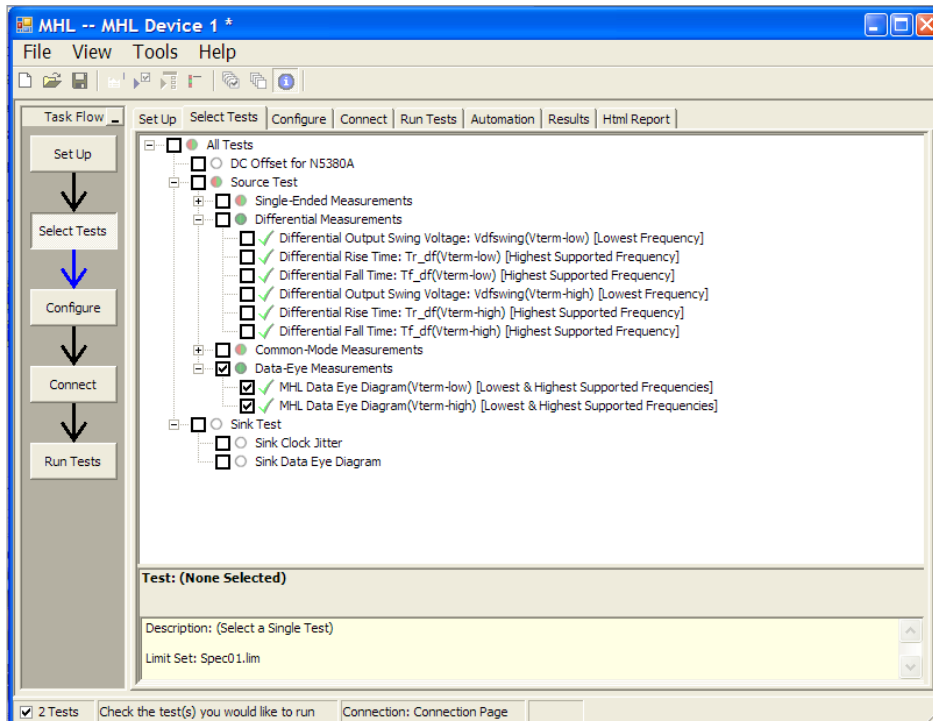 MHL -- MHL Device 1 *
File View Tools Help
Task Flow
Set Up Select Tests Configure Connect Run Tests Automation Results Html Report
Set Up
Select Tests
Configure
Connect
Run Tests
All Tests
DC Offset for N5380A
Source Test
Single-Ended Measurements
Differential Measurements
Differential Output Swing Voltage: Vdfswing(Vterm-low) [Lowest Frequency]
Differential Rise Time: Tr_df(Vterm-low) [Highest Supported Frequency]
Differential Fall Time: Tf_df(Vterm-low) [Highest Supported Frequency]
Differential Output Swing Voltage: Vdfswing(Vterm-high) [Lowest Frequency]
Differential Rise Time: Tr_df(Vterm-high) [Highest Supported Frequency]
Differential Fall Time: Tf_df(Vterm-high) [Highest Supported Frequency]
Common-Mode Measurements
Data-Eye Measurements
MHL Data Eye Diagram(Vterm-low) [Lowest & Highest Supported Frequencies]
MHL Data Eye Diagram(Vterm-high) [Lowest & Highest Supported Frequencies]
Sink Test
Sink Clock Jitter
Sink Data Eye Diagram
Test: (None Selected)
Description: (Select a Single Test)
Limit Set: Spec01.lim
2 Tests Check the test(s) you would like to run Connection: Connection Page